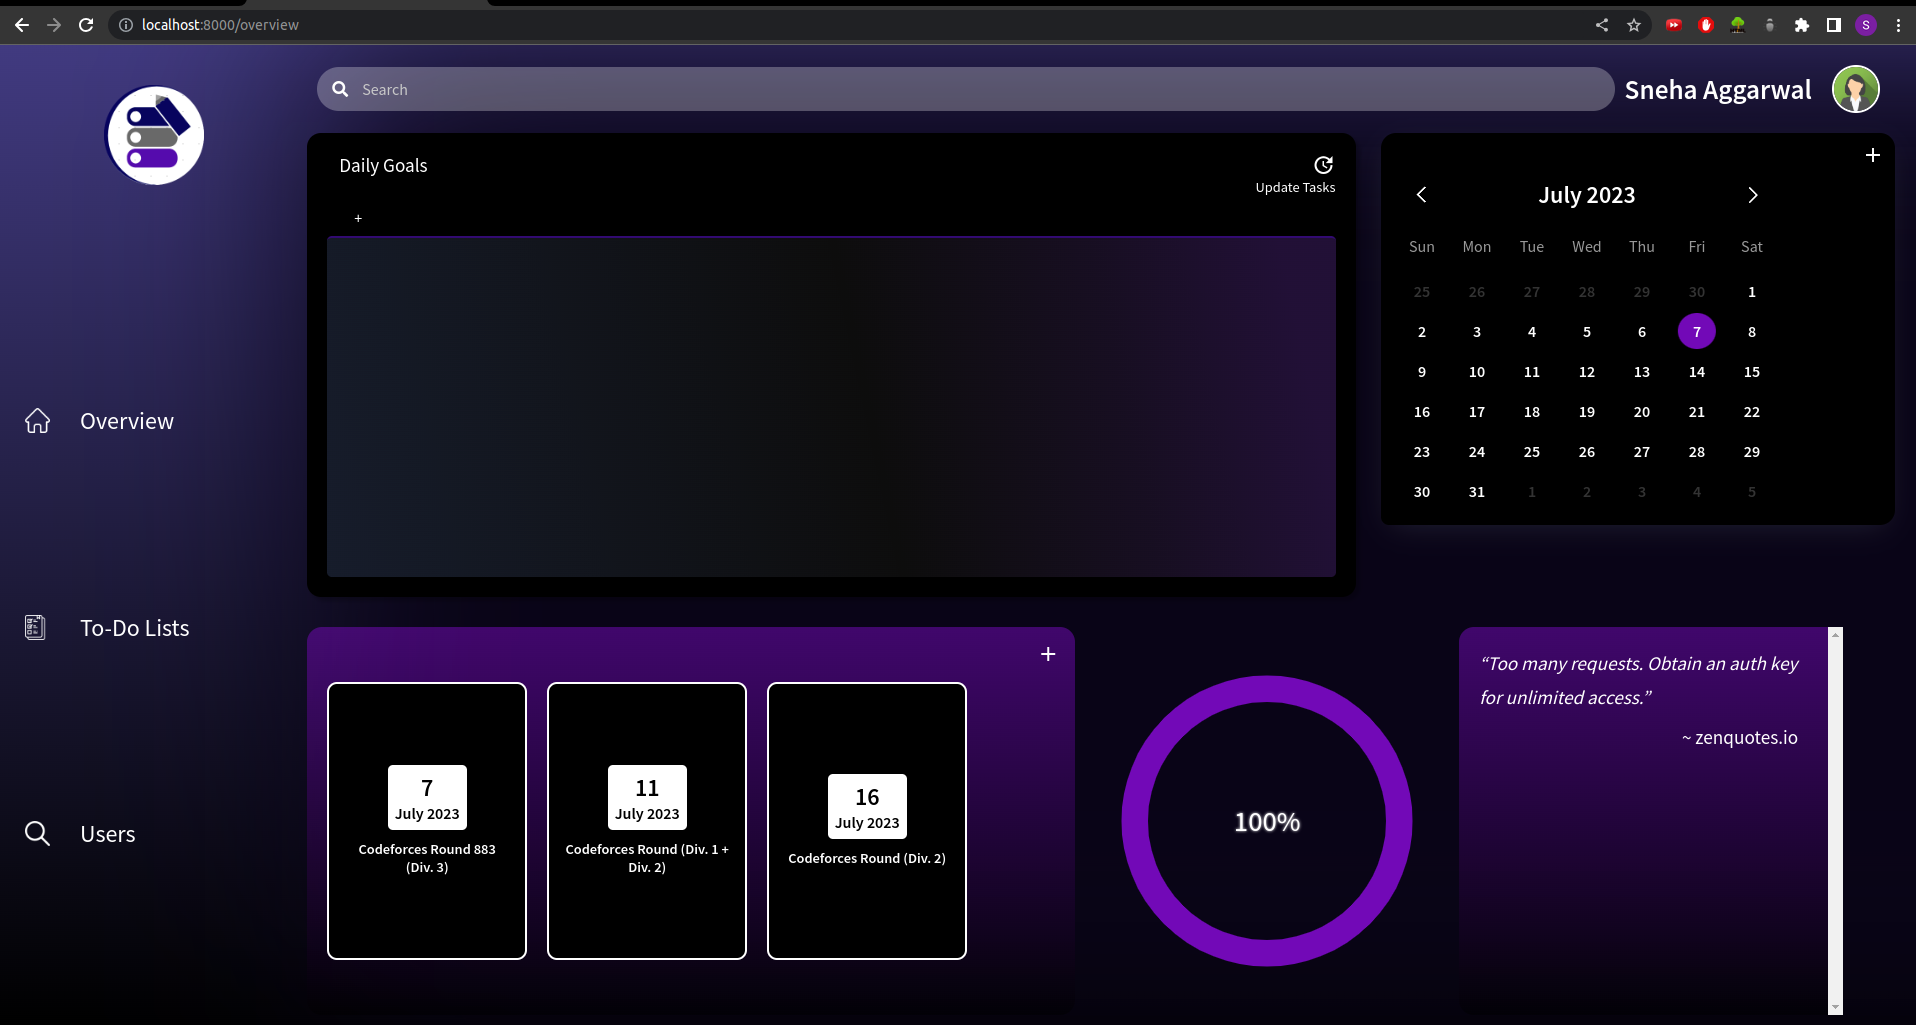 localhost:8000/overview
S
Search
Sneha Aggarwal
Overview
To-Do Lists
Users
Daily Goals
Update Tasks
+
+
July 2023
Sun Mon Tue Wed Thu Fri Sat
25 26 27 28 29 30 1
2 3 4 5 6 7 8
9 10 11 12 13 14 15
16 17 18 19 20 21 22
23 24 25 26 27 28 29
30 31 1 2 3 4 5
+
7
July 2023
Codeforces Round 883
(Div. 3)
11
July 2023
Codeforces Round (Div. 1 +
Div. 2)
16
July 2023
Codeforces Round (Div. 2)
100%
“Too many requests. Obtain an auth key
for unlimited access.”
~ zenquotes.io